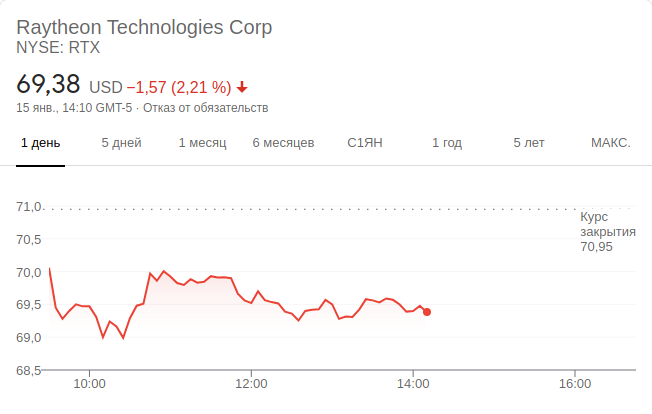 Raytheon Technologies Corp
NYSE: RTX
69,38 USD −1,57 (2,21 %)
15 янв., 14:10 GMT-5 · Отказ от обязательств
1 день 5 дней 1 месяц 6 месяцев С1ЯН 1 год 5 лет МАКС.
71,0
Курс
закрытия
70,95
70,5
70,0
69,5
69,0
68,5
10:00 12:00 14:00 16:00